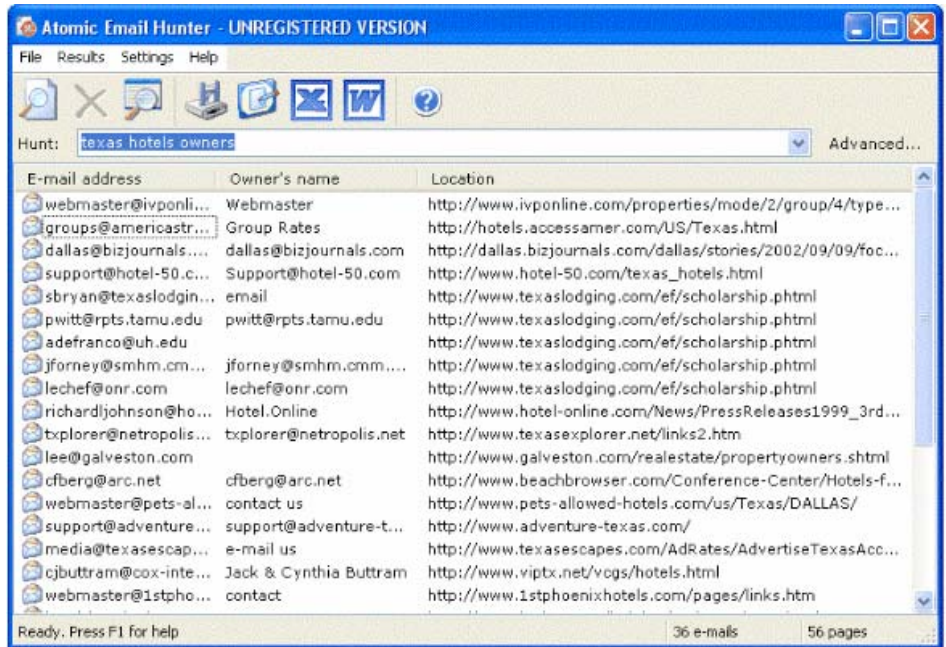 Atomic Email Hunter - UNREGISTERED VERSION
File Results Settings Help
Hunt: texas hotels owners Advanced...
E-mail address Owner's name Location
webmaster@ivponli... Webmaster http://www.ivponline.com/properties/mode/2/group/4/type...
groups@americastr... Group Rates http://hotels.accessamer.com/US/Texas.html
dallas@bizjournals.... dallas@bizjournals.com http://dallas.bizjournals.com/dallas/stories/2002/09/09/foc...
support@hotel-50.c... Support@hotel-50.com http://www.hotel-50.com/texas_hotels.html
sbryan@texaslodgin... email http://www.texaslodging.com/ef/scholarship.phtml
pwitt@rpts.tamu.edu pwitt@rpts.tamu.edu http://www.texaslodging.com/ef/scholarship.phtml
adefranco@uh.edu http://www.texaslodging.com/ef/scholarship.phtml
jforney@smhm.cm... jforney@smhm.cmm.... http://www.texaslodging.com/ef/scholarship.phtml
lechef@onr.com lechef@onr.com http://www.texaslodging.com/ef/scholarship.phtml
richardljohnson@ho... Hotel.Online http://www.hotel-online.com/News/PressReleases1999_3rd...
txplorer@netropolis... txplorer@netropolis.net http://www.texasexplorer.net/links2.htm
lee@galveston.com http://www.galveston.com/realestate/propertyowners.shtml
cfberg@arc.net cfberg@arc.net http://www.beachbrowser.com/Conference-Center/Hotels-f...
webmaster@pets-al... contact us http://www.pets-allowed-hotels.com/us/Texas/DALLAS/
support@adventure... support@adventure-t... http://www.adventure-texas.com/
media@texasescap... e-mail us http://www.texasescapes.com/AdRates/AdvertiseTexasAcc...
cjbuttram@cox-inte... Jack & Cynthia Buttram http://www.viptx.net/vcgs/hotels.html
webmaster@1stpho... contact http://www.1stphoenixhotels.com/pages/links.htm
Ready. Press F1 for help 36 e-mails 56 pages